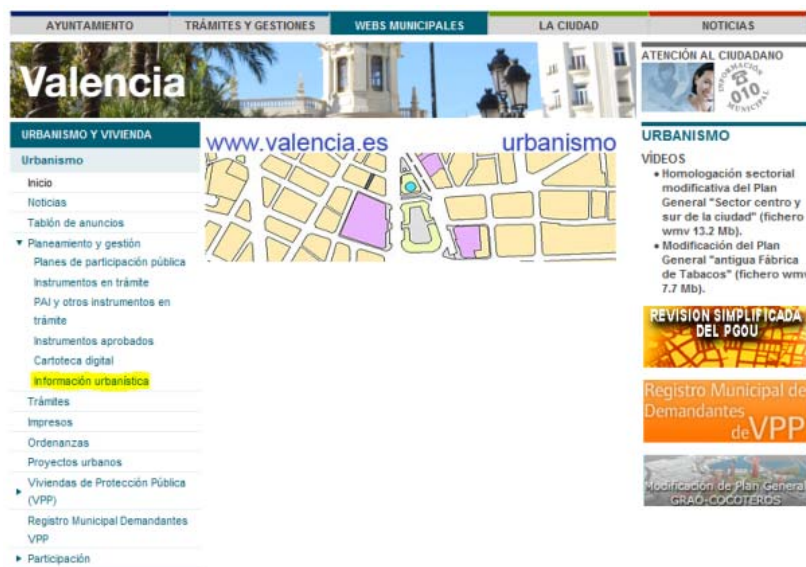 AYUNTAMIENTO
TRÁMITES Y GESTIONES
WEBS MUNICIPALES
LA CIUDAD
NOTICIAS
Valencia
ATENCIÓN AL CIUDADANO
INFORMACIÓN
010
MUNICIPAL
URBANISMO Y VIVIENDA
Urbanismo
Inicio
Noticias
Tablón de anuncios
Planeamiento y gestión
Planes de participación pública
Instrumentos en trámite
PAI y otros instrumentos en
trámite
Instrumentos aprobados
Cartoteca digital
Información urbanística
Trámites
Impresos
Ordenanzas
Proyectos urbanos
Viviendas de Protección Pública
(VPP)
Registro Municipal Demandantes
VPP
Participación
www.valencia.es urbanismo
URBANISMO
VÍDEOS
• Homologación sectorial
modificativa del Plan
General "Sector centro y
sur de la ciudad" (fichero
wmv 13.2 Mb).
• Modificación del Plan
General "antigua Fábrica
de Tabacos" (fichero wmv
7.7 Mb).
REVISION SIMPLIFICADA
DEL PGOU
Registro Municipal de
Demandantes
de VPP
Modificación de Plan General
GRAO-COCOTEROS